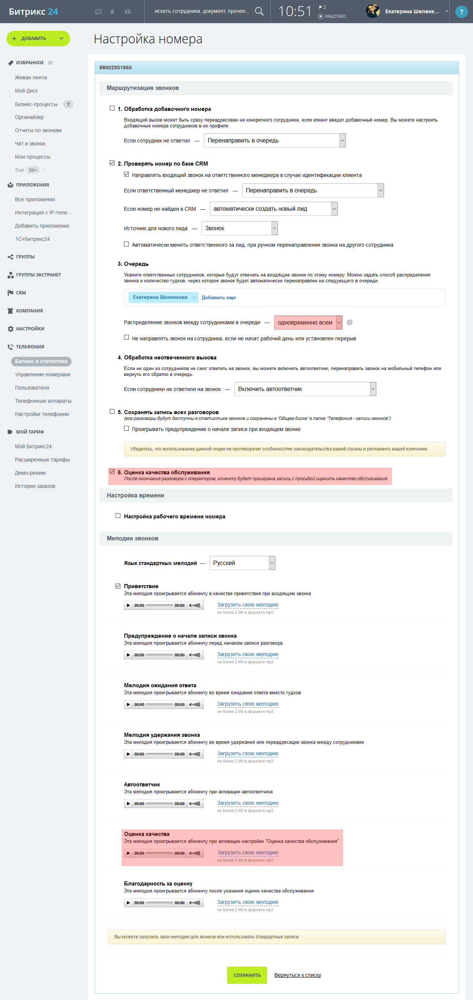 Битрикс 24
искать сотрудника, документ, прочее...
10:51
2
РАБОТАЮ
Екатерина Шеленк...
?
+ ДОБАВИТЬ
Настройка номера
ИЗБРАННОЕ
Живая лента
Мой Диск
Бизнес-процессы 7
Органайзер
Отчеты по звонкам
Чат и звонки
Мои процессы
Ещё 50+
ПРИЛОЖЕНИЯ
Все приложения
Интеграция с IP-теле...
Добавить приложение
1С+Битрикс24
ГРУППЫ
ГРУППЫ ЭКСТРАНЕТ
CRM
КОМПАНИЯ
НАСТРОЙКИ
ТЕЛЕФОНИЯ
Баланс и статистика
Управление номерами
Пользователи
Телефонные аппараты
Настройки телефонии
МОЙ ТАРИФ
Мой Битрикс24
Расширенные тарифы
Демо-режим
История заказов
88002501860
Маршрутизация звонков
1. Обработка добавочного номера
Входящий вызов может быть сразу переадресован на конкретного сотрудника, если клиент введет добавочный номер. Вы можете настроить
добавочные номера сотрудников в их профиле.
Если сотрудник не ответил — Перенаправить в очередь
2. Проверять номер по базе CRM
Направлять входящий звонок на ответственного менеджера в случае идентификации клиента
Если ответственный менеджер не ответил — Перенаправить в очередь
Если номер не найден в CRM — автоматически создать новый лид
Источник для нового лида — Звонок
Автоматически менять ответственного за лид, при ручном перенаправлении звонка на другого сотрудника
3. Очередь
Укажите ответственных сотрудников, которые будут отвечать на входящие звонки по этому номеру. Можно задать способ распределения
звонка и количество гудков, через которое звонок будет автоматически перенаправлен на следующего в очереди.
Екатерина Шеленкова × Добавить еще
Распределение звонков между сотрудниками в очереди — одновременно всем ?
Не направлять звонок на сотрудника, если не начат рабочий день или установлен перерыв
4. Обработка неотвеченного вызова
Если ни один из сотрудников не смог ответить на звонок, вы можете включить автоответчик, перенаправить звонок на мобильный телефон или
вернуть его обратно в очередь.
Если сотрудники не ответили на звонок — Включить автоответчик
5. Сохранять запись всех разговоров
(все разговоры будут доступны в статистике звонков и сохранены в "Общем диске" в папке "Телефония - записи звонков")
Проигрывать предупреждение о начале записи при входящем звонке
Убедитесь, что использование данной опции не противоречит особенностям законодательства вашей страны и регламенту вашей компании.
6. Оценка качества обслуживания
После окончания разговора с оператором, клиенту будет проиграна запись с просьбой оценить качество обслуживания.
Настройка времени
Настройка рабочего времени номера
Мелодии звонков
Язык стандартных мелодий — Русский
Приветствие
Эта мелодия проигрывается абоненту в качестве приветствия при входящем звонке
00:00 00:00 Загрузить свою мелодию
не более 2 Мб в формате mp3
Предупреждение о начале записи звонка
Эта мелодия проигрывается абоненту перед началом записи разговора
00:00 00:00 Загрузить свою мелодию
не более 2 Мб в формате mp3
Мелодия ожидания ответа
Эта мелодия проигрывается абоненту во время ожидания ответа вместо гудков
00:00 00:00 Загрузить свою мелодию
не более 2 Мб в формате mp3
Мелодия удержания звонка
Эта мелодия проигрывается абоненту во время удержания или переадресации звонка между сотрудниками
00:00 00:00 Загрузить свою мелодию
не более 2 Мб в формате mp3
Автоответчик
Эта мелодия проигрывается абоненту при активации автоответчика
00:00 00:00 Загрузить свою мелодию
не более 2 Мб в формате mp3
Оценка качества
Эта мелодия проигрывается абоненту при активации настройки "Оценка качества обслуживания"
00:00 00:00 Загрузить свою мелодию
не более 2 Мб в формате mp3
Благодарность за оценку
Эта мелодия проигрывается абоненту после указания оценки качества обслуживания
00:00 00:00 Загрузить свою мелодию
не более 2 Мб в формате mp3
Вы можете загрузить свои мелодии для звонков или использовать стандартные записи.
СОХРАНИТЬ Вернуться к списку